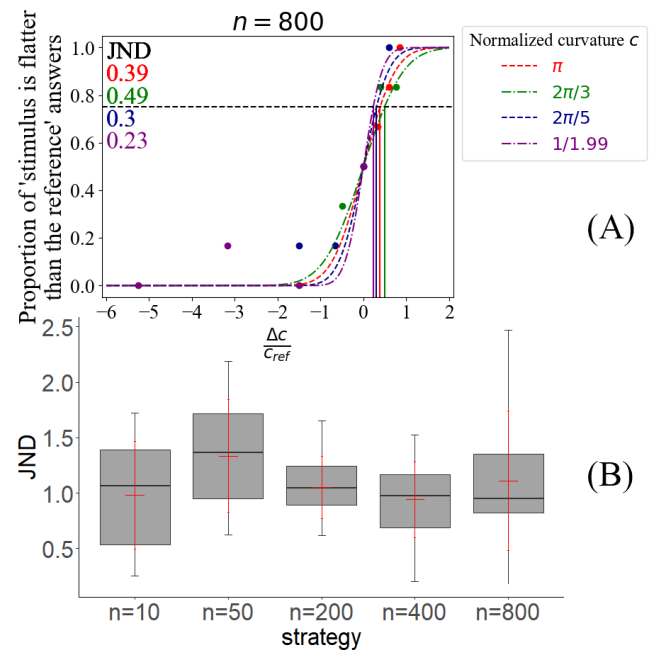 n = 800
Proportion of 'stimulus is flatter
than the reference' answers
1.0
0.8
0.6
0.4
0.2
0.0
JND
0.39
0.49
0.3
0.23
−6 −5 −4 −3 −2 −1 0 1 2
Δc
c_ref
Normalized curvature c
π
2π/3
2π/5
1/1.99
(A)
JND
2.5
2.0
1.5
1.0
0.5
n=10 n=50 n=200 n=400 n=800
strategy
(B)